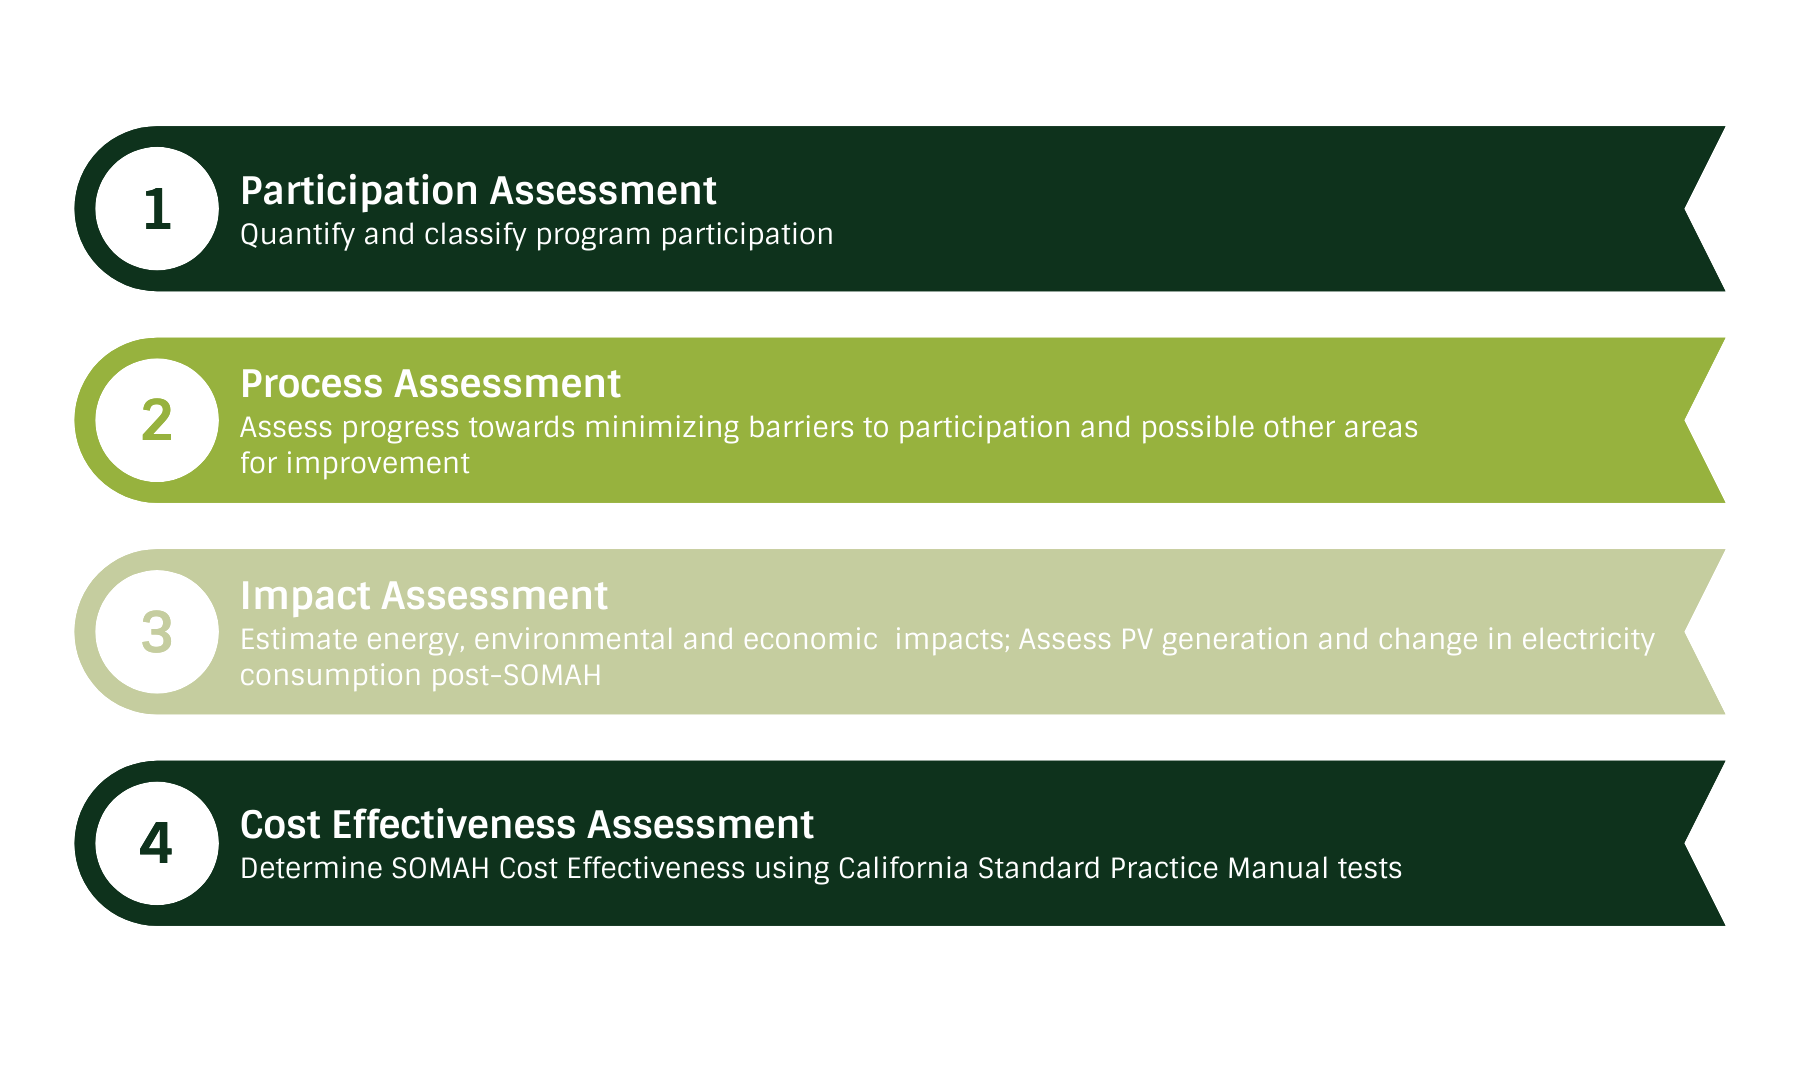 1
Participation Assessment
Quantify and classify program participation
2
Process Assessment
Assess progress towards minimizing barriers to participation and possible other areas
for improvement
3
Impact Assessment
Estimate energy, environmental and economic  impacts; Assess PV generation and change in electricity
consumption post-SOMAH
4
Cost Effectiveness Assessment
Determine SOMAH Cost Effectiveness using California Standard Practice Manual tests